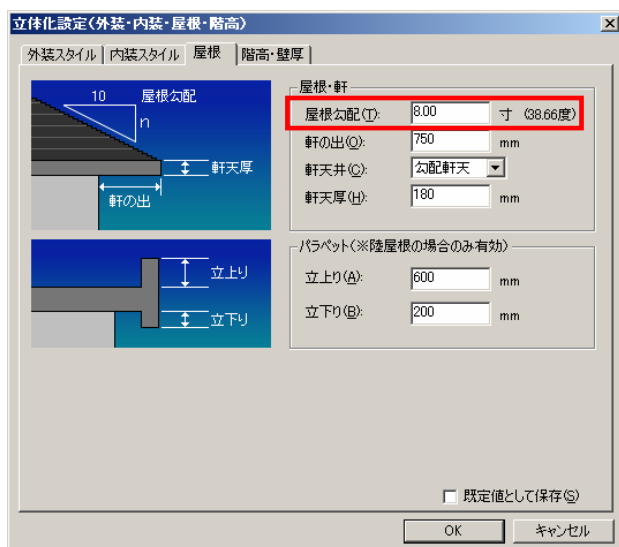 立体化設定(外装・内装・屋根・階高)
外装スタイル 内装スタイル 屋根 階高・壁厚
10 屋根勾配
n
軒天厚
軒の出
屋根・軒
屋根勾配(T): 8.00 寸 (38.66度)
軒の出(O): 750 mm
軒天井(C): 勾配軒天
軒天厚(H): 180 mm
立上り
立下り
パラペット(※陸屋根の場合のみ有効)
立上り(A): 600 mm
立下り(B): 200 mm
既定値として保存(S)
OK キャンセル